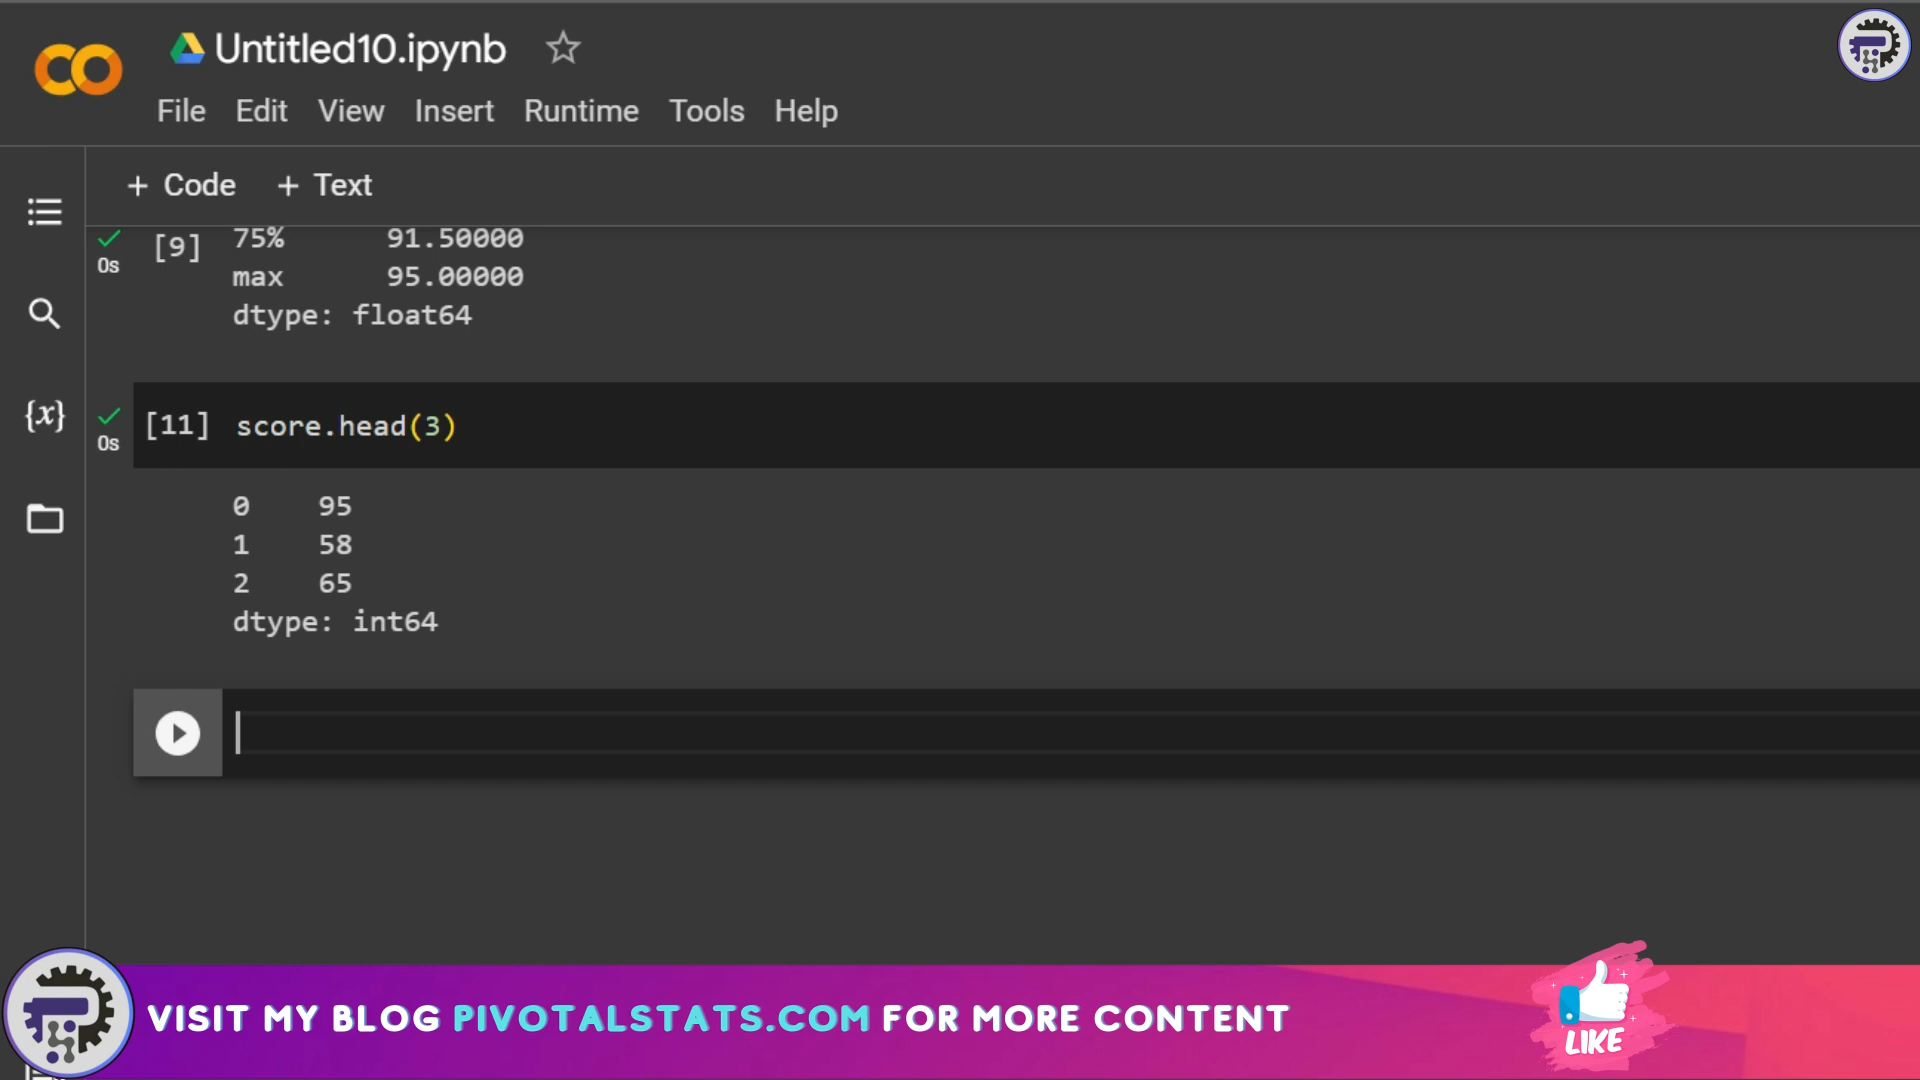 Untitled10.ipynb
File Edit View Insert Runtime Tools Help
+ Code + Text
[9] 75% 91.50000
0s
max 95.00000
dtype: float64
{x}
[11] score.head(3)
0s
0 95
1 58
2 65
dtype: int64
VISIT MY BLOG PIVOTALSTATS.COM FOR MORE CONTENT
LIKE